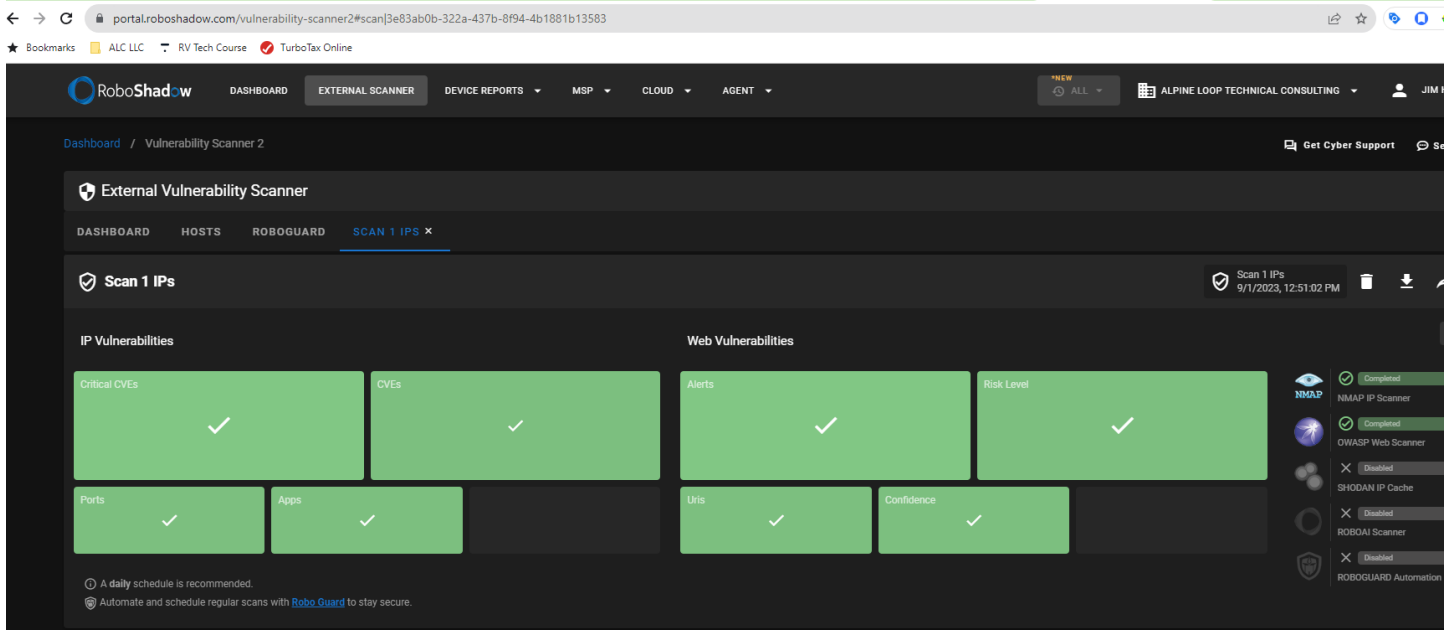 portal.roboshadow.com/vulnerability-scanner2#scan|3e83ab0b-322a-437b-8f94-4b1881b13583
Bookmarks ALC LLC RV Tech Course TurboTax Online
RoboShadow DASHBOARD EXTERNAL SCANNER DEVICE REPORTS MSP CLOUD AGENT *NEW ALL ALPINE LOOP TECHNICAL CONSULTING JIM
Dashboard / Vulnerability Scanner 2 Get Cyber Support
External Vulnerability Scanner
DASHBOARD HOSTS ROBOGUARD SCAN 1 IPS ×
Scan 1 IPs
Scan 1 IPs
9/1/2023, 12:51:02 PM
IP Vulnerabilities
Critical CVEs CVEs
Ports Apps
Web Vulnerabilities
Alerts Risk Level
Uris Confidence
NMAP
Completed
NMAP IP Scanner
Completed
OWASP Web Scanner
Disabled
SHODAN IP Cache
Disabled
ROBOAI Scanner
Disabled
ROBOGUARD Automation
A daily schedule is recommended.
Automate and schedule regular scans with Robo Guard to stay secure.